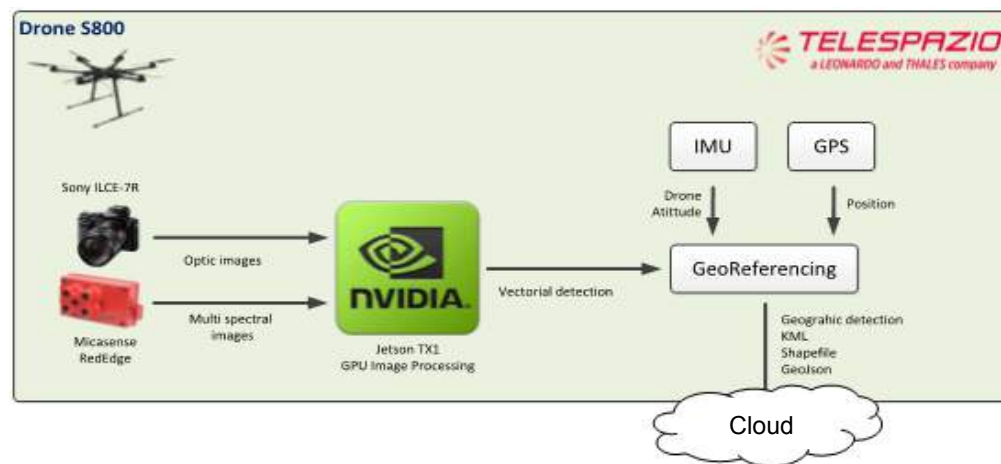 Drone S800
TELESPAZIO
a LEONARDO and THALES company
IMU
GPS
Drone
Atittude
Position
Sony ILCE-7R
Optic images
NVIDIA.
Vectorial detection
GeoReferencing
Multi spectral
images
Micasense
RedEdge
Jetson TX1
GPU Image Processing
Geograhic detection
KML
Shapefile
GeoJson
Cloud